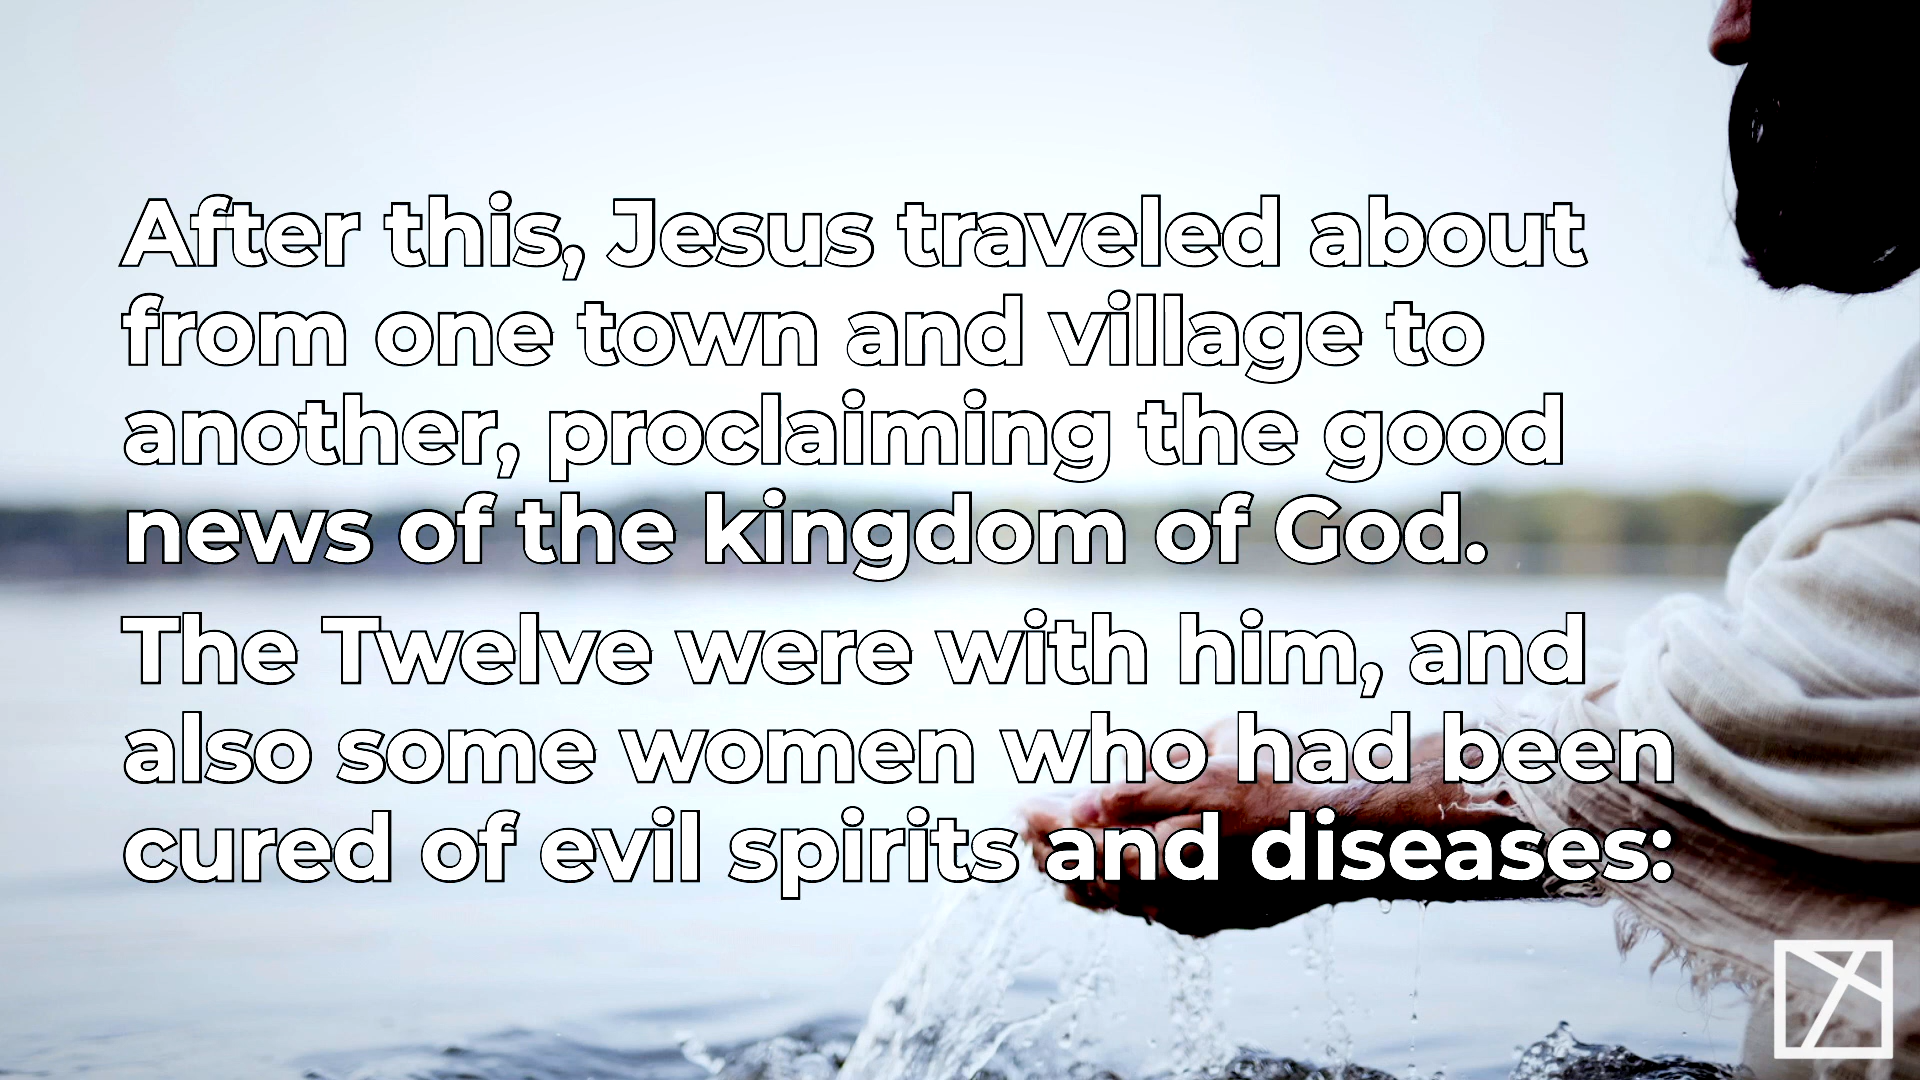 After this, Jesus traveled about
from one town and village to
another, proclaiming the good
news of the kingdom of God.
The Twelve were with him, and
also some women who had been
cured of evil spirits and diseases: